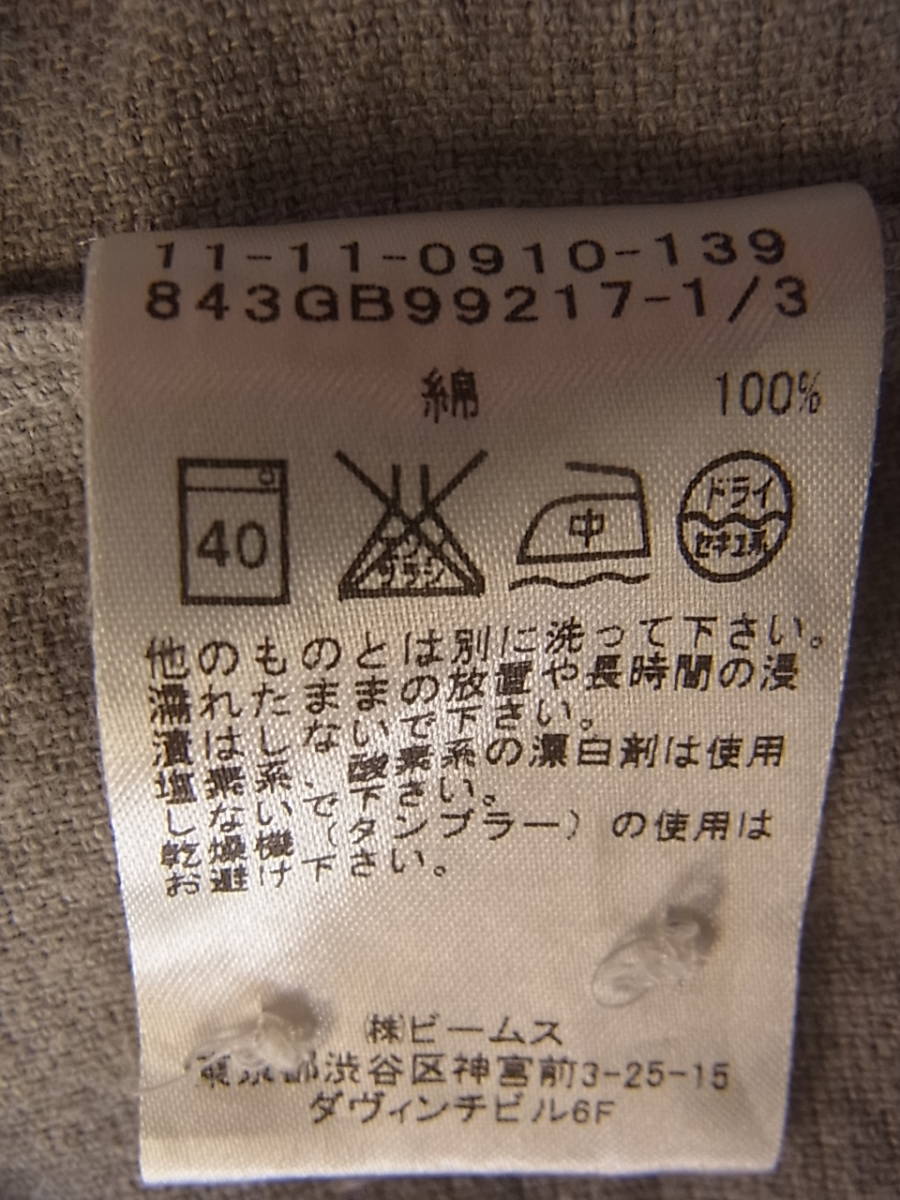 11-11-0910-139
843GB99217-1/3
綿 100%
40
エンソ
サラシ
中
ドライ
セキユ系
他のものとは別に洗って下さい。
濡れたままの放置や長時間の浸
漬はしないで下さい。
塩素系、酸素系の漂白剤は使用
しないで下さい。
乾燥機(タンブラー)の使用は
お避け下さい。
㈱ビームス
東京都渋谷区神宮前3-25-15
ダヴィンチビル6F